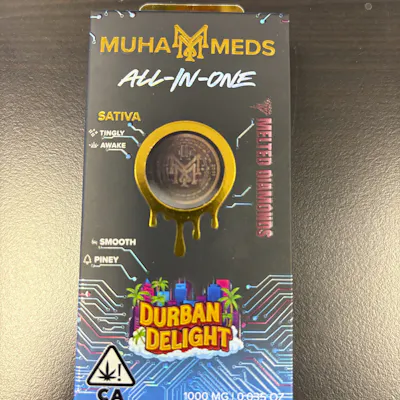 MUHA MEDS
ALL-IN-ONE
SATIVA
TINGLY
AWAKE
MELTED DIAMONDS
SMOOTH
PINEY
DURBAN
DELIGHT
!
CA
1000 MG | 0.035 OZ